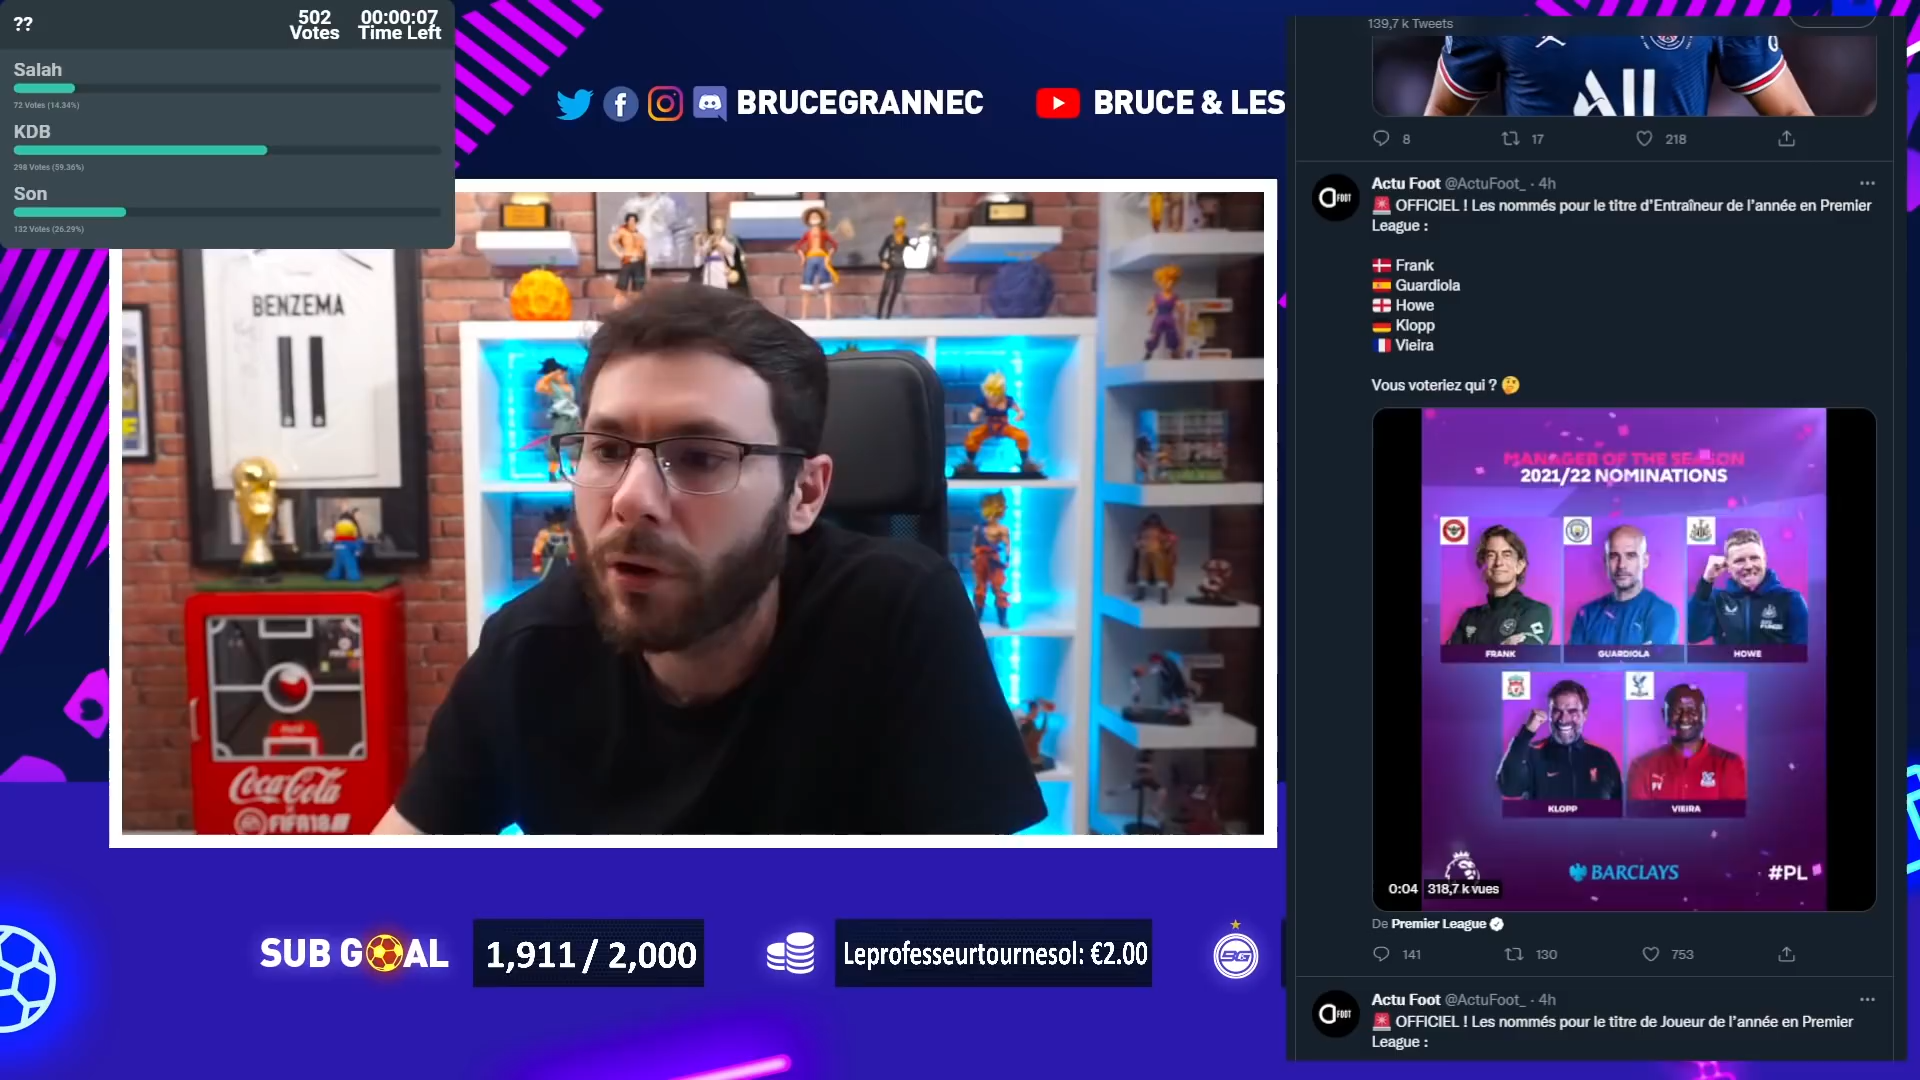 ??
502
Votes
00:00:07
Time Left
Salah
72 Votes (14.34%)
KDB
298 Votes (59.36%)
Son
132 Votes (26.29%)
BRUCEGRANNEC
BRUCE & LES
BENZEMA
11
Coca-Cola
FIFA18
SUB GOAL
1,911 / 2,000
Leprofesseurtournesol: €2.00
BG
139,7 k Tweets
ALL
8
17
218
Actu Foot @ActuFoot_ · 4h
OFFICIEL ! Les nommés pour le titre d'Entraîneur de l'année en Premier
League :
Frank
Guardiola
Howe
Klopp
Vieira
Vous voteriez qui ?
MANAGER OF THE SEASON
2021/22 NOMINATIONS
FRANK
GUARDIOLA
HOWE
KLOPP
VIEIRA
BARCLAYS
#PL
0:04
318,7 k vues
De Premier League
141
130
753
Actu Foot @ActuFoot_ · 4h
OFFICIEL ! Les nommés pour le titre de Joueur de l'année en Premier
League :